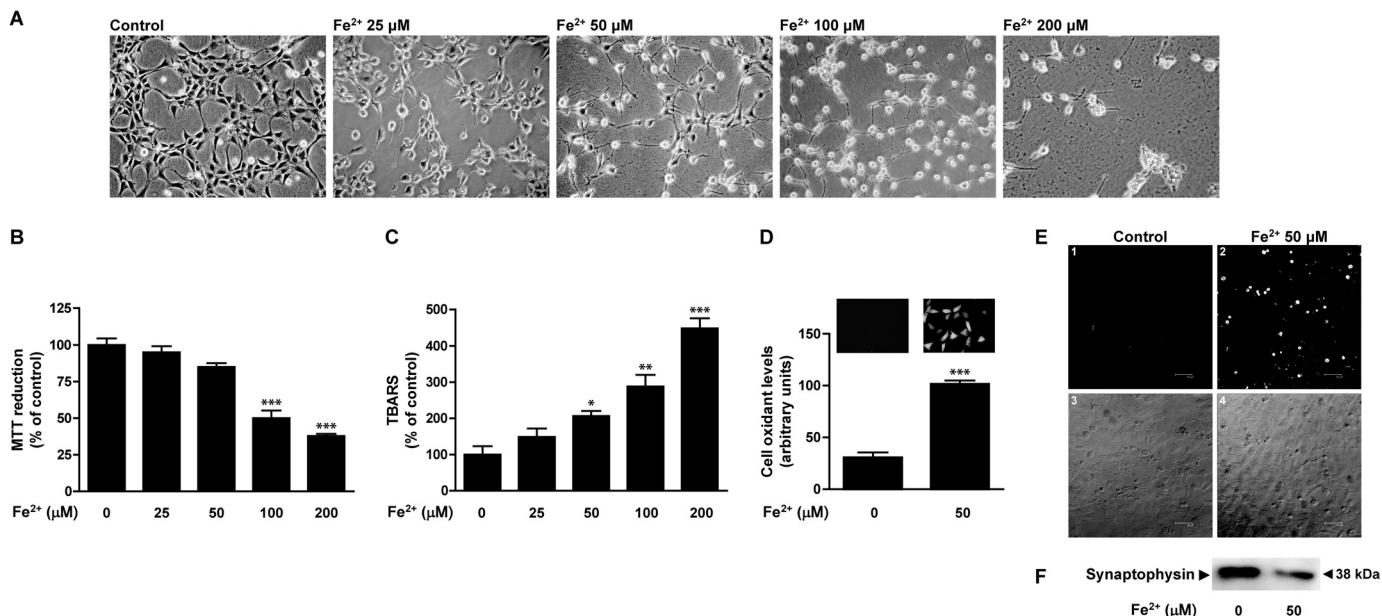 A
Control
Fe²⁺ 25 µM
Fe²⁺ 50 µM
Fe²⁺ 100 µM
Fe²⁺ 200 µM
B
MTT reduction
(% of control)
125
100
75
50
25
0
***
***
Fe²⁺ (µM) 0 25 50 100 200
C
TBARS
(% of control)
500
400
300
200
100
0
*
**
***
Fe²⁺ (µM) 0 25 50 100 200
D
Cell oxidant levels
(arbitrary units)
150
100
50
0
***
Fe²⁺ (µM) 0 50
E
Control
Fe²⁺ 50 µM
1
2
3
4
F
Synaptophysin
38 kDa
Fe²⁺ (µM) 0 50